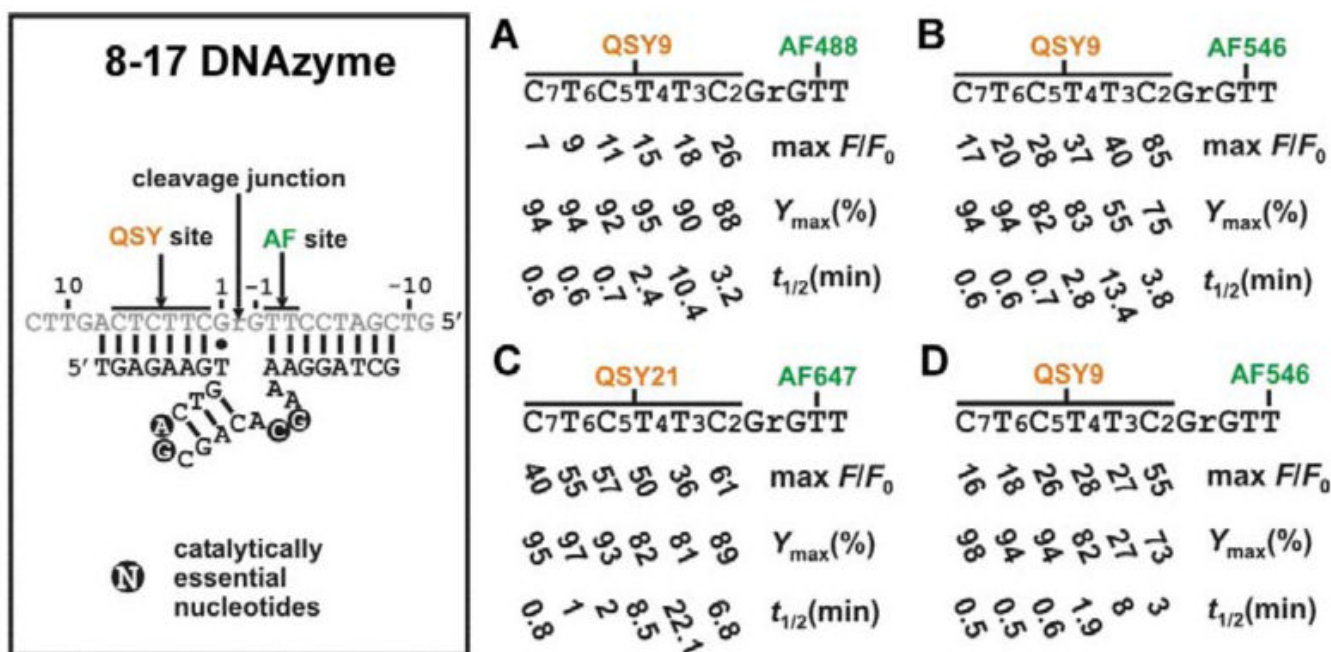 8-17 DNAzyme
cleavage junction
QSY site
AF site
10 1 -1 -10
CTTGACTCTTCGrGTTCCTAGCTG 5'
5' TGAGAAGT AAGGATCG
G T C A G C G A C A C G A A
N catalytically
essential
nucleotides
A
QSY9 AF488
C7T6C5T4T3C2GrGTT
7 9 11 15 18 26 max F/F0
94 94 92 95 90 88 Ymax(%)
0.6 0.6 0.7 2.4 10.4 3.2 t1/2(min)
B
QSY9 AF546
C7T6C5T4T3C2GrGTT
17 20 28 37 40 85 max F/F0
94 94 82 83 55 75 Ymax(%)
0.6 0.6 0.7 2.8 13.4 3.8 t1/2(min)
C
QSY21 AF647
C7T6C5T4T3C2GrGTT
40 55 57 50 36 61 max F/F0
95 97 93 82 81 89 Ymax(%)
0.8 1 2 8.5 22.1 6.8 t1/2(min)
D
QSY9 AF546
C7T6C5T4T3C2GrGTT
16 18 26 28 27 55 max F/F0
98 94 94 82 27 73 Ymax(%)
0.5 0.5 0.6 1.9 8 3 t1/2(min)